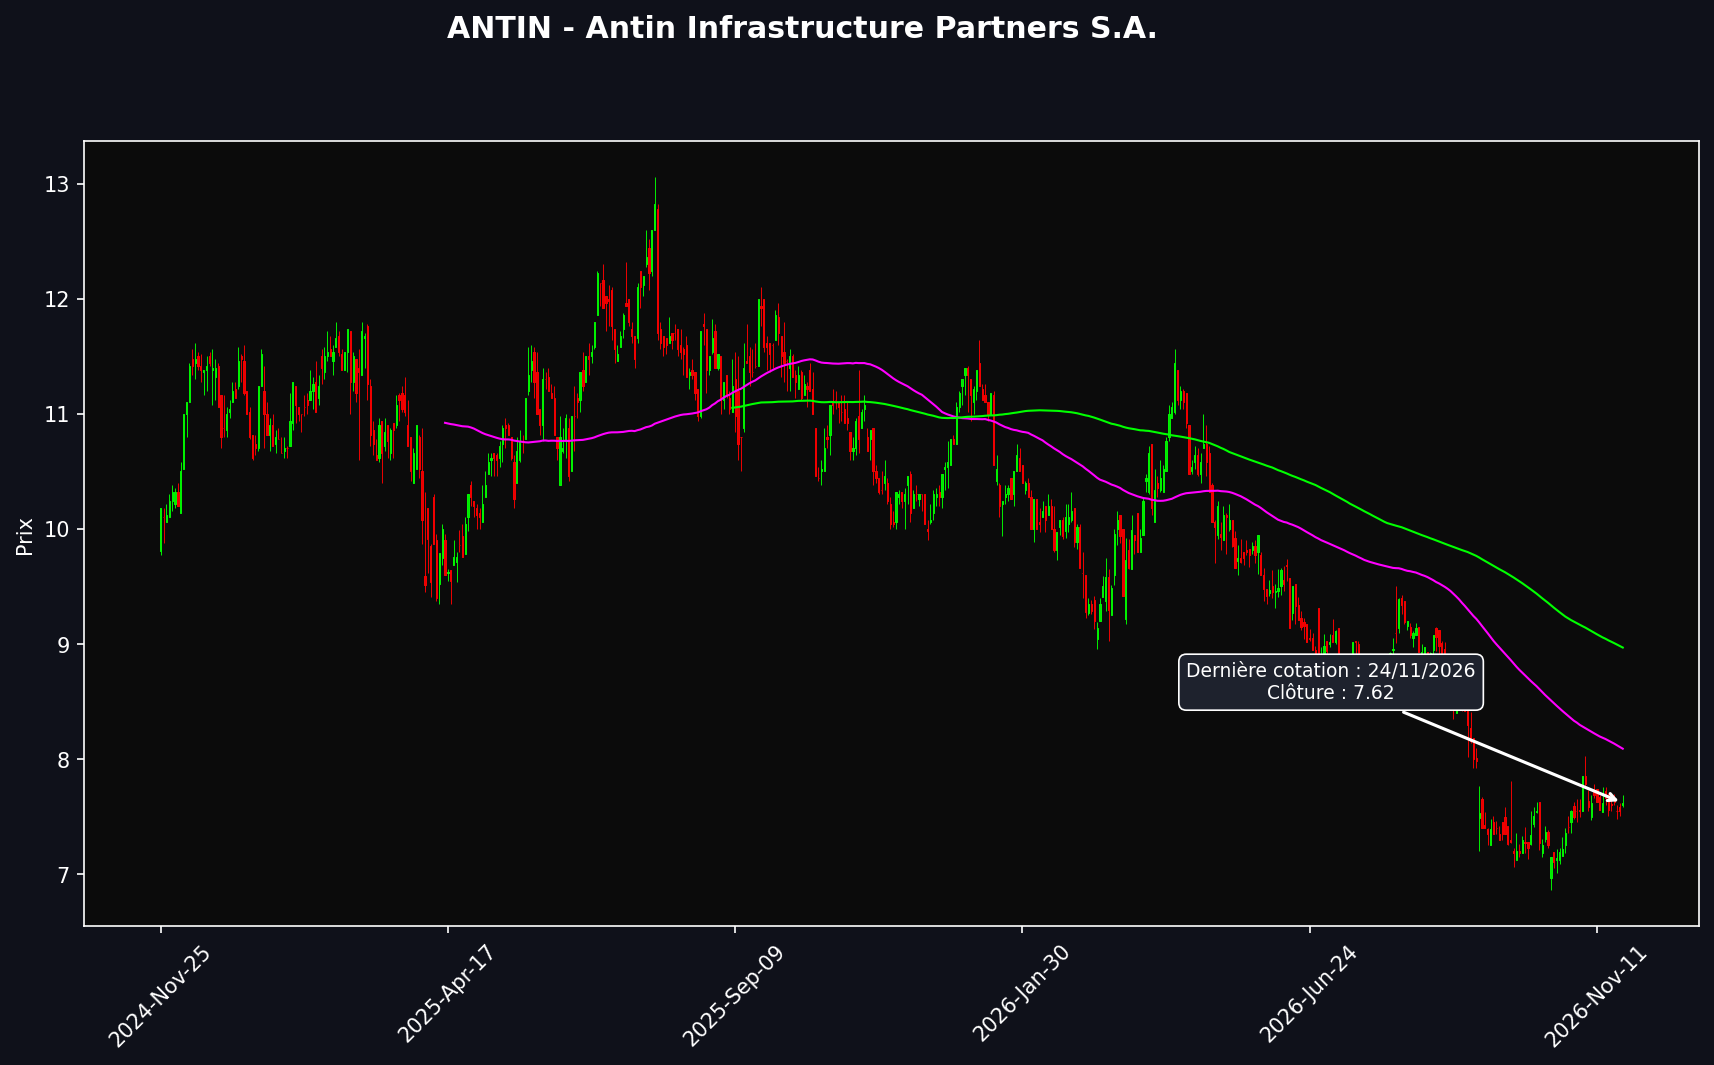 ANTIN - Antin Infrastructure Partners S.A.
Prix
13
12
11
10
9
8
7
Dernière cotation : 24/11/2026
Clôture : 7.62
2024-Nov-25
2025-Apr-17
2025-Sep-09
2026-Jan-30
2026-Jun-24
2026-Nov-11